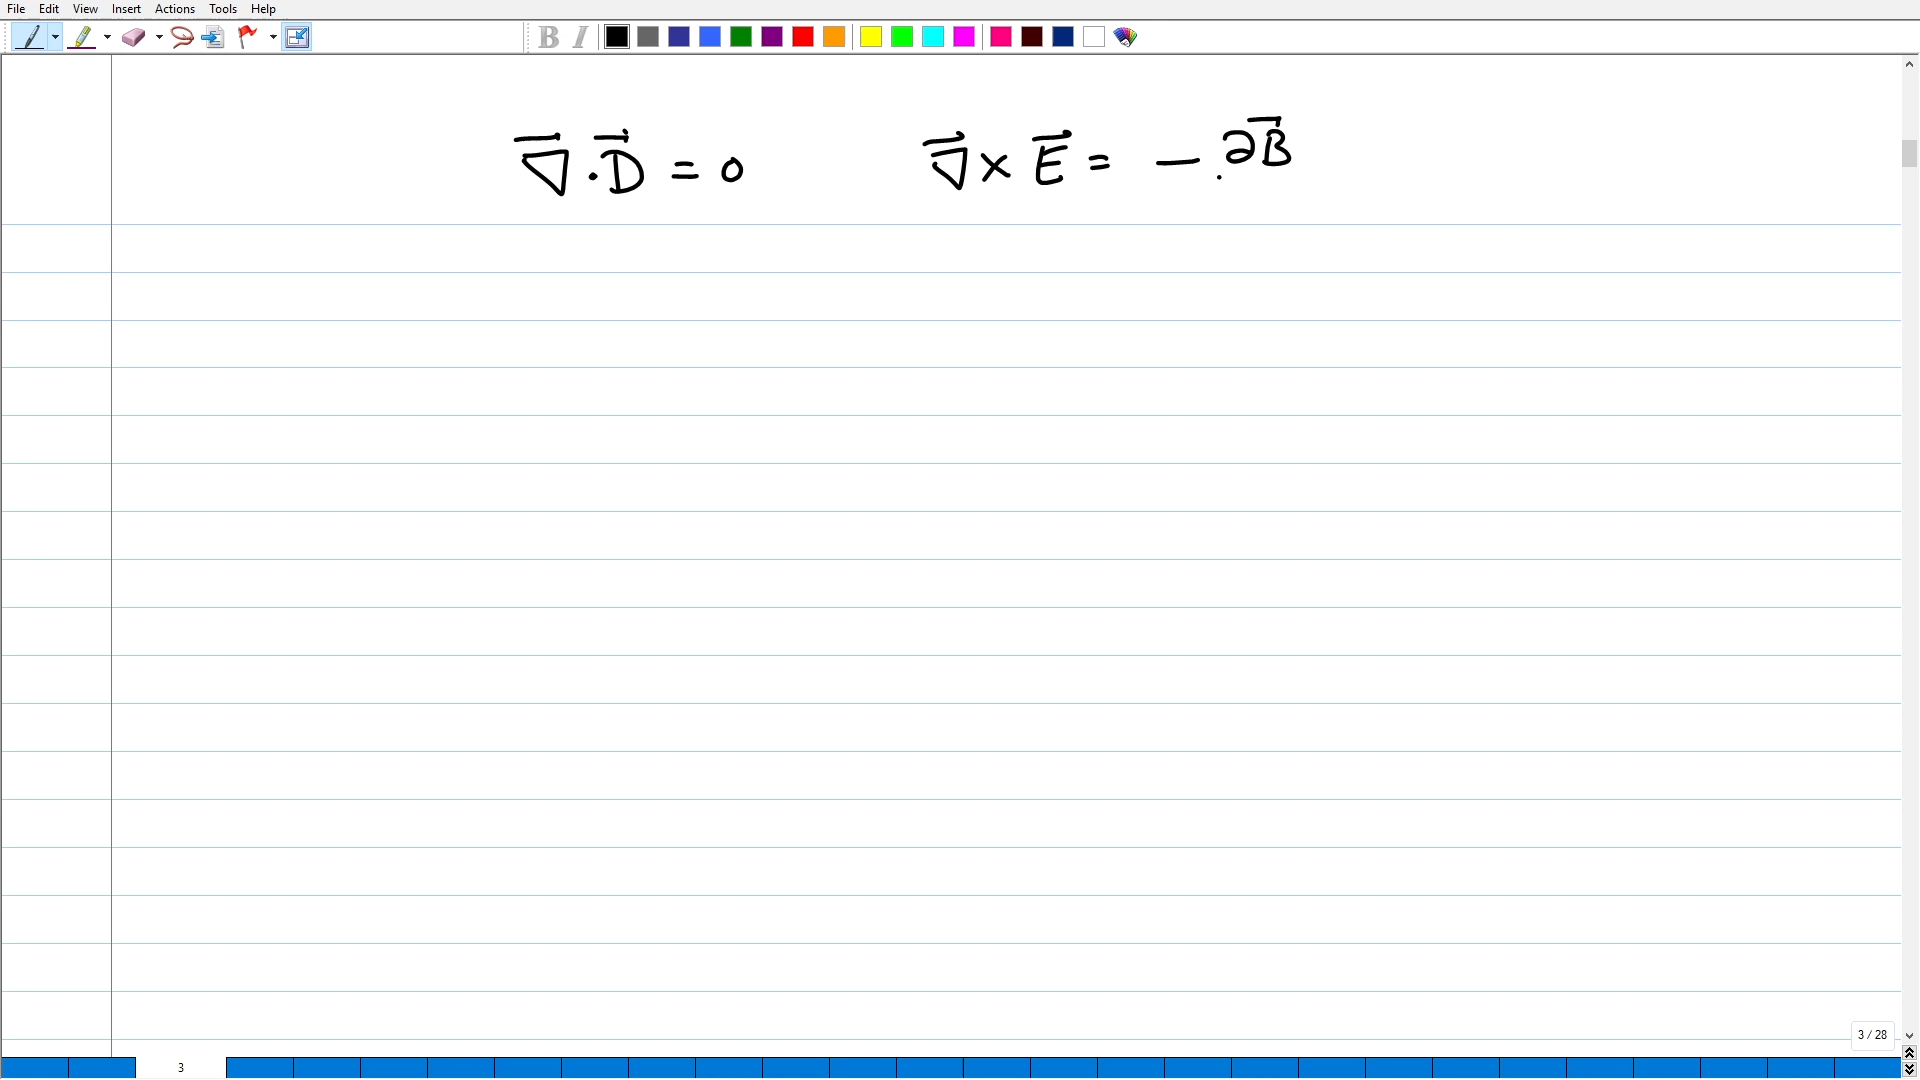 File Edit View Insert Actions Tools Help
B I
∇⃗ · D⃗ = 0 ∇⃗ × E⃗ = − ∂B⃗
3 / 28
3